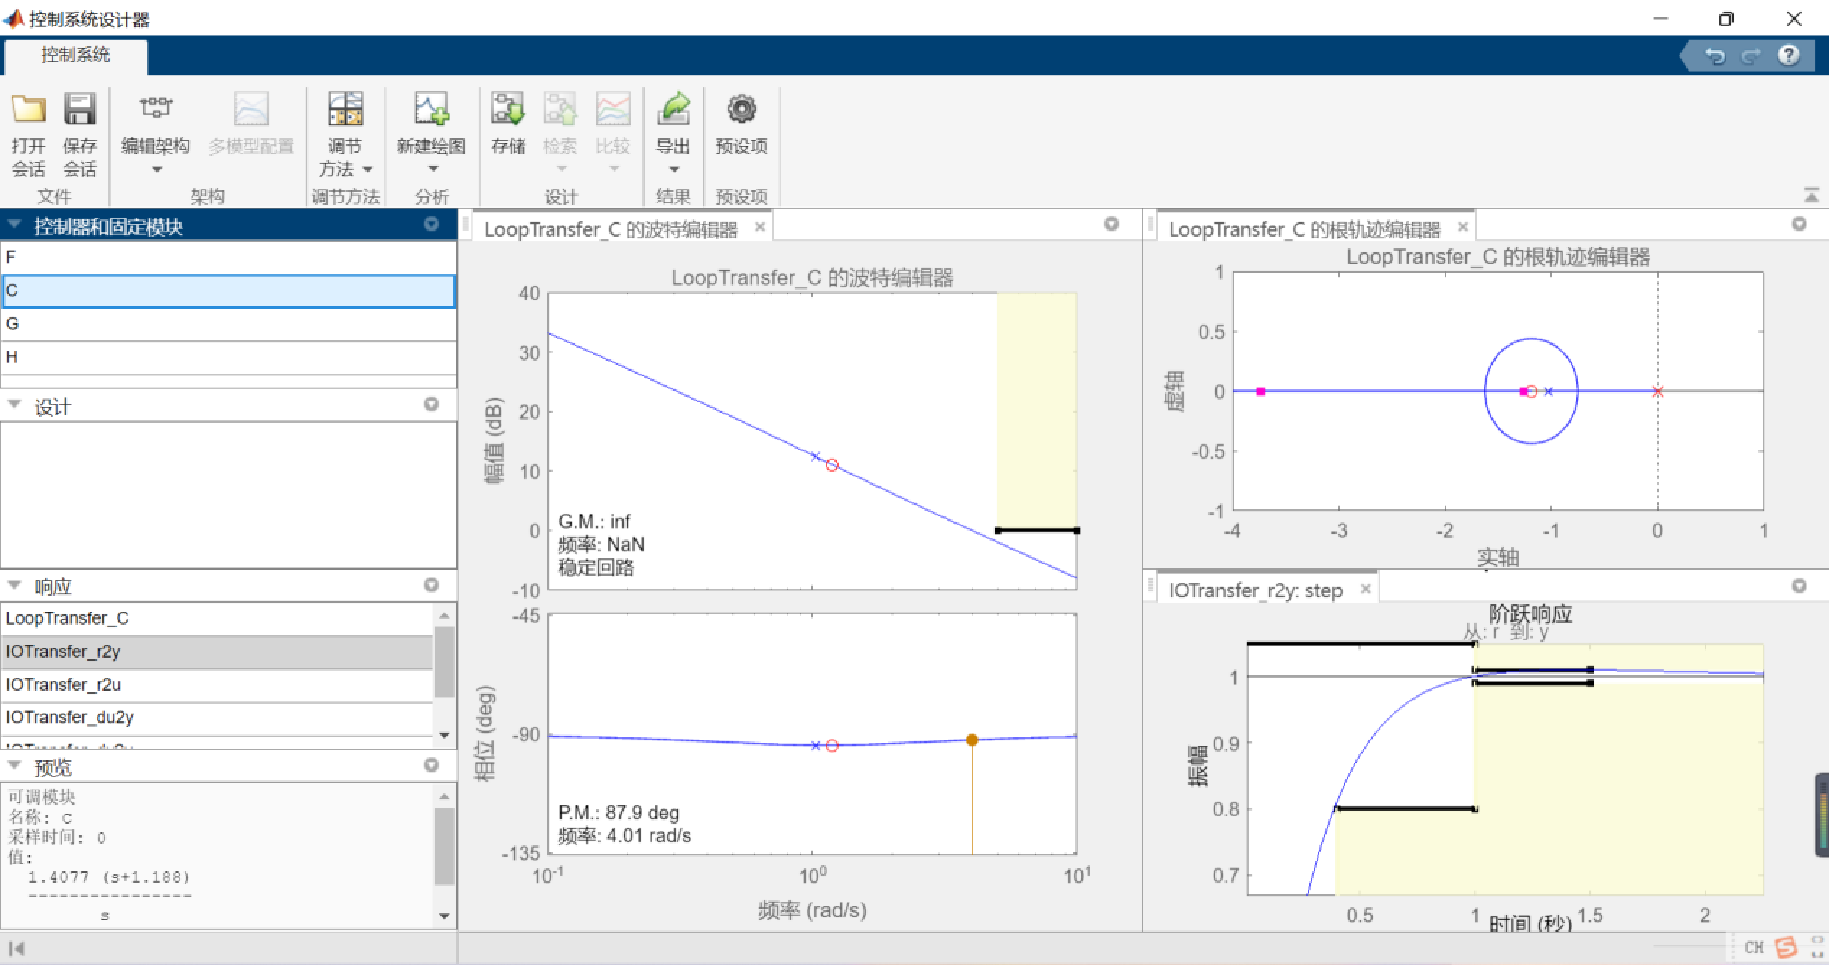 控制系统设计器
控制系统
打开会话
保存会话
编辑架构
多模型配置
调节方法
新建绘图
存储
检索
比较
导出
预设项
文件
架构
调节方法
分析
设计
结果
预设项
控制器和固定模块
F
C
G
H
设计
响应
LoopTransfer_C
IOTransfer_r2y
IOTransfer_r2u
IOTransfer_du2y
预览
可调模块
名称: C
采样时间: 0
值:
1.4077 (s+1.188)
-----------------
s
LoopTransfer_C 的波特编辑器
LoopTransfer_C 的波特编辑器
40
30
20
10
0
-10
幅值 (dB)
G.M.: inf
频率: NaN
稳定回路
-45
-90
-135
相位 (deg)
P.M.: 87.9 deg
频率: 4.01 rad/s
10-1
100
101
频率 (rad/s)
LoopTransfer_C 的根轨迹编辑器
LoopTransfer_C 的根轨迹编辑器
1
0.5
0
-0.5
-1
虚轴
-4
-3
-2
-1
0
1
实轴
IOTransfer_r2y: step
阶跃响应
从: r 到: y
1
0.9
0.8
0.7
振幅
0.5
1
1.5
2
时间 (秒)
CH